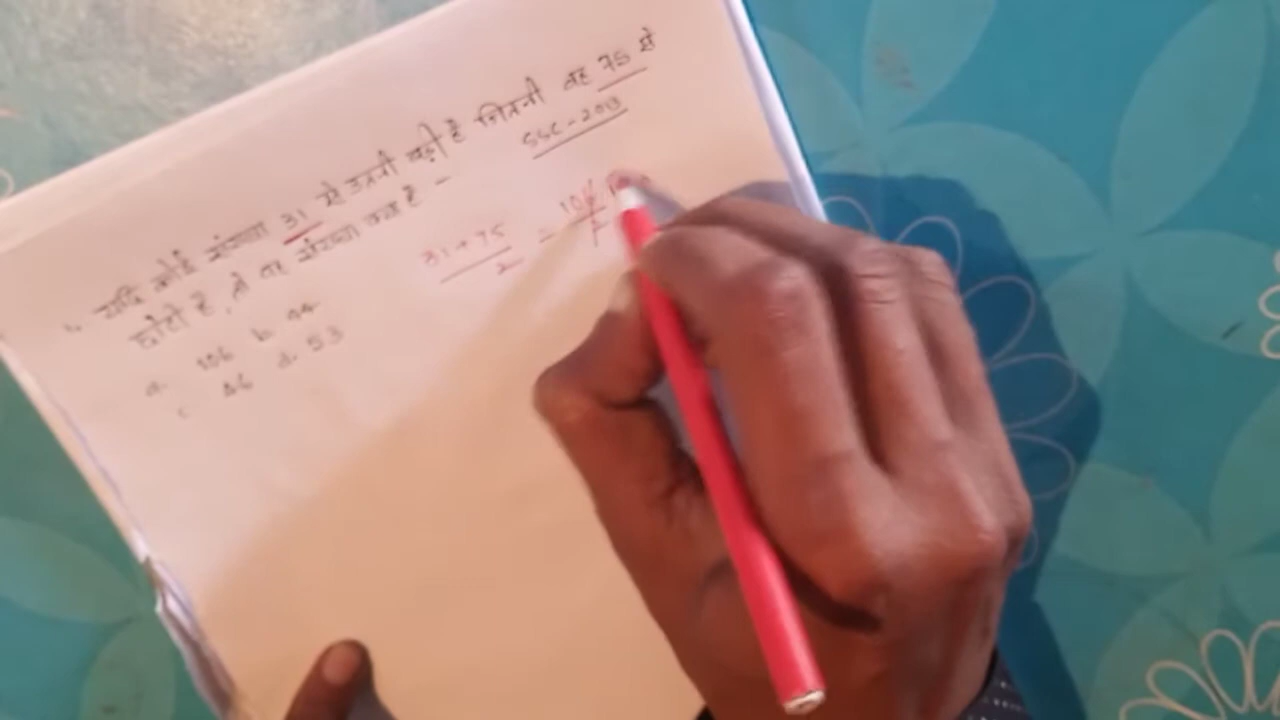 1. यदि कोई संख्या 31 से उतनी बड़ी है जितनी वह 75 से
छोटी है, तो वह संख्या क्या है - SSC - 2013
a. 106 b. 44
c. 46 d. 53
31+75/2 = 106/2